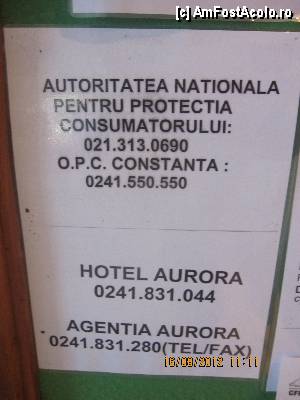 (c) AmFostAcolo.ro
AUTORITATEA NATIONALA
PENTRU PROTECTIA
CONSUMATORULUI:
021.313.0690
O.P.C. CONSTANTA :
0241.550.550
HOTEL AURORA
0241.831.044
AGENTIA AURORA
0241.831.280(TEL/FAX)
16/09/2012 11:11